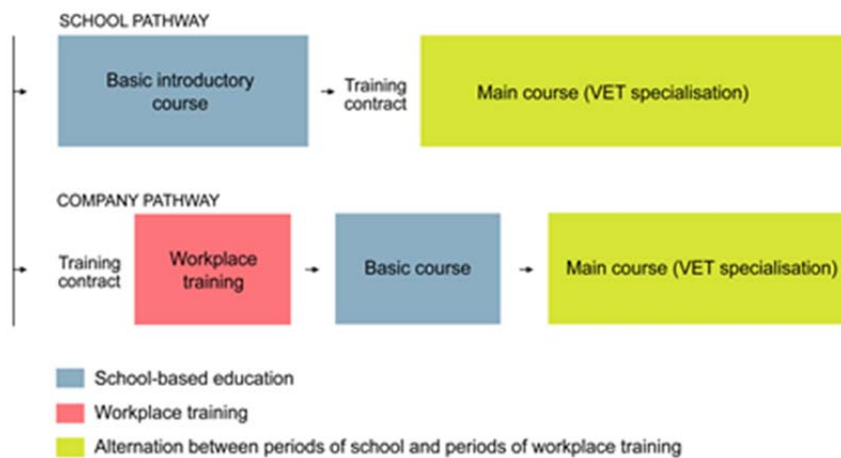 SCHOOL PATHWAY
Basic introductory
course
Training
contract
Main course (VET specialisation)
COMPANY PATHWAY
Training
contract
Workplace
training
Basic course
Main course (VET specialisation)
School-based education
Workplace training
Alternation between periods of school and periods of workplace training